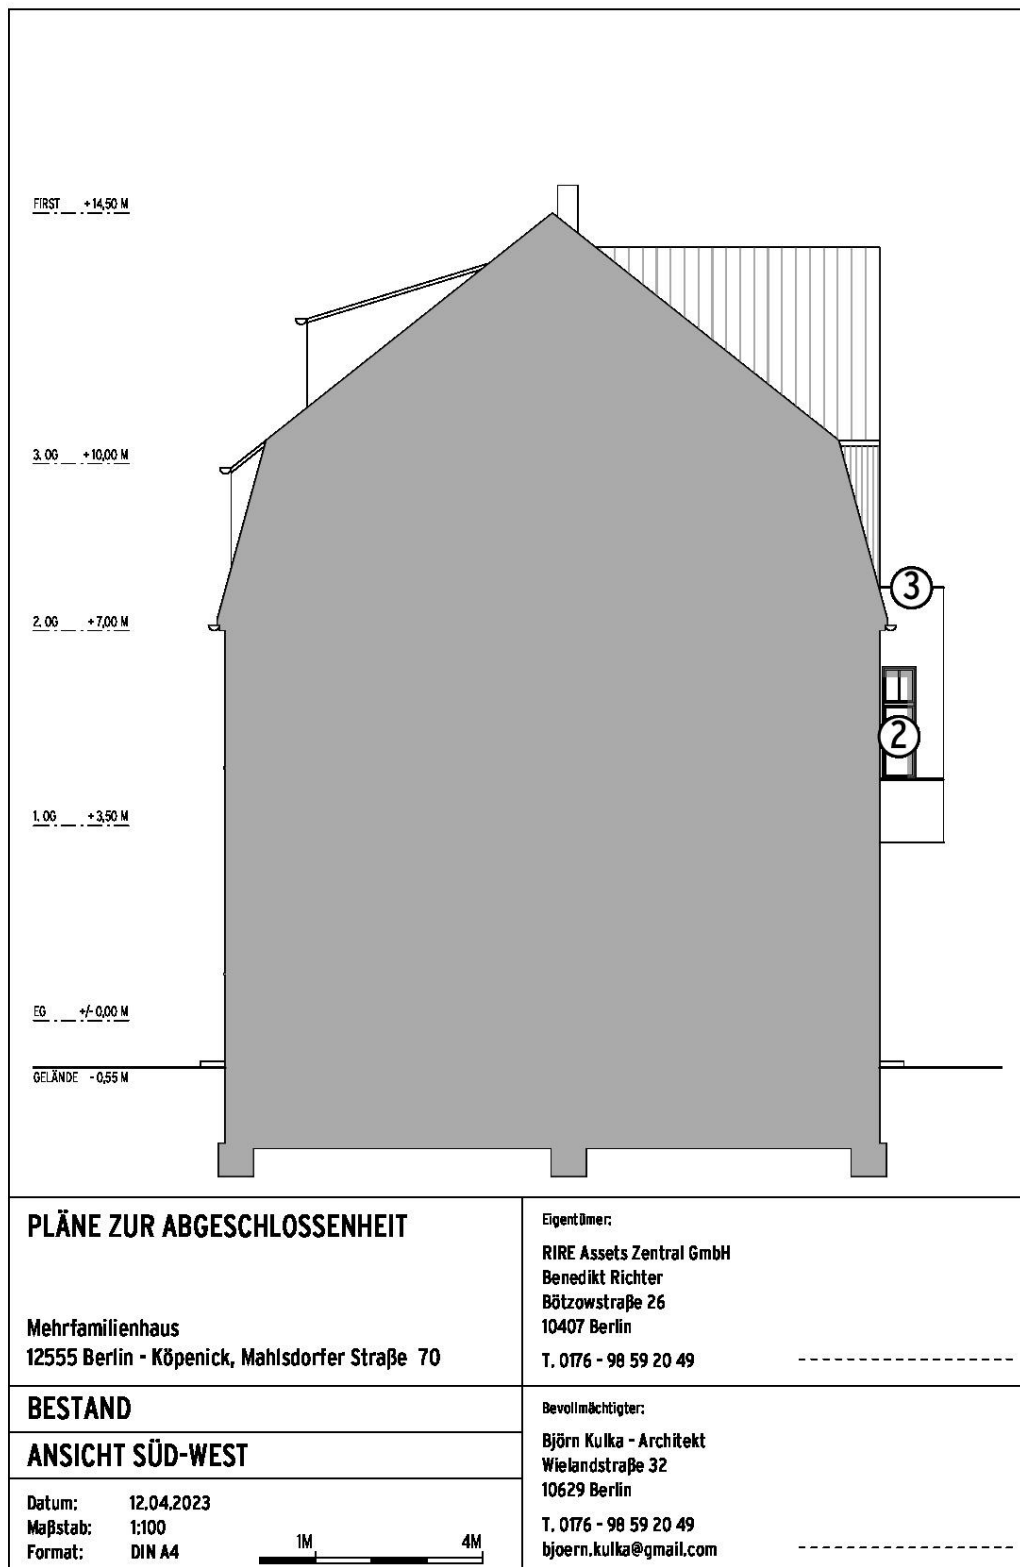 FIRST +14,50 M
3. OG +10,00 M
3
2. OG +7,00 M
2
1. OG +3,50 M
EG +/- 0,00 M
GELÄNDE - 0,55 M
PLÄNE ZUR ABGESCHLOSSENHEIT
Mehrfamilienhaus
12555 Berlin - Köpenick, Mahlsdorfer Straße 70
Eigentümer:
RIRE Assets Zentral GmbH
Benedikt Richter
Bötzowstraße 26
10407 Berlin
T. 0176 - 98 59 20 49
BESTAND
ANSICHT SÜD-WEST
Datum: 12.04.2023
Maßstab: 1:100
Format: DIN A4
1M 4M
Bevollmächtigter:
Björn Kulka - Architekt
Wielandstraße 32
10629 Berlin
T. 0176 - 98 59 20 49
bjoern.kulka@gmail.com